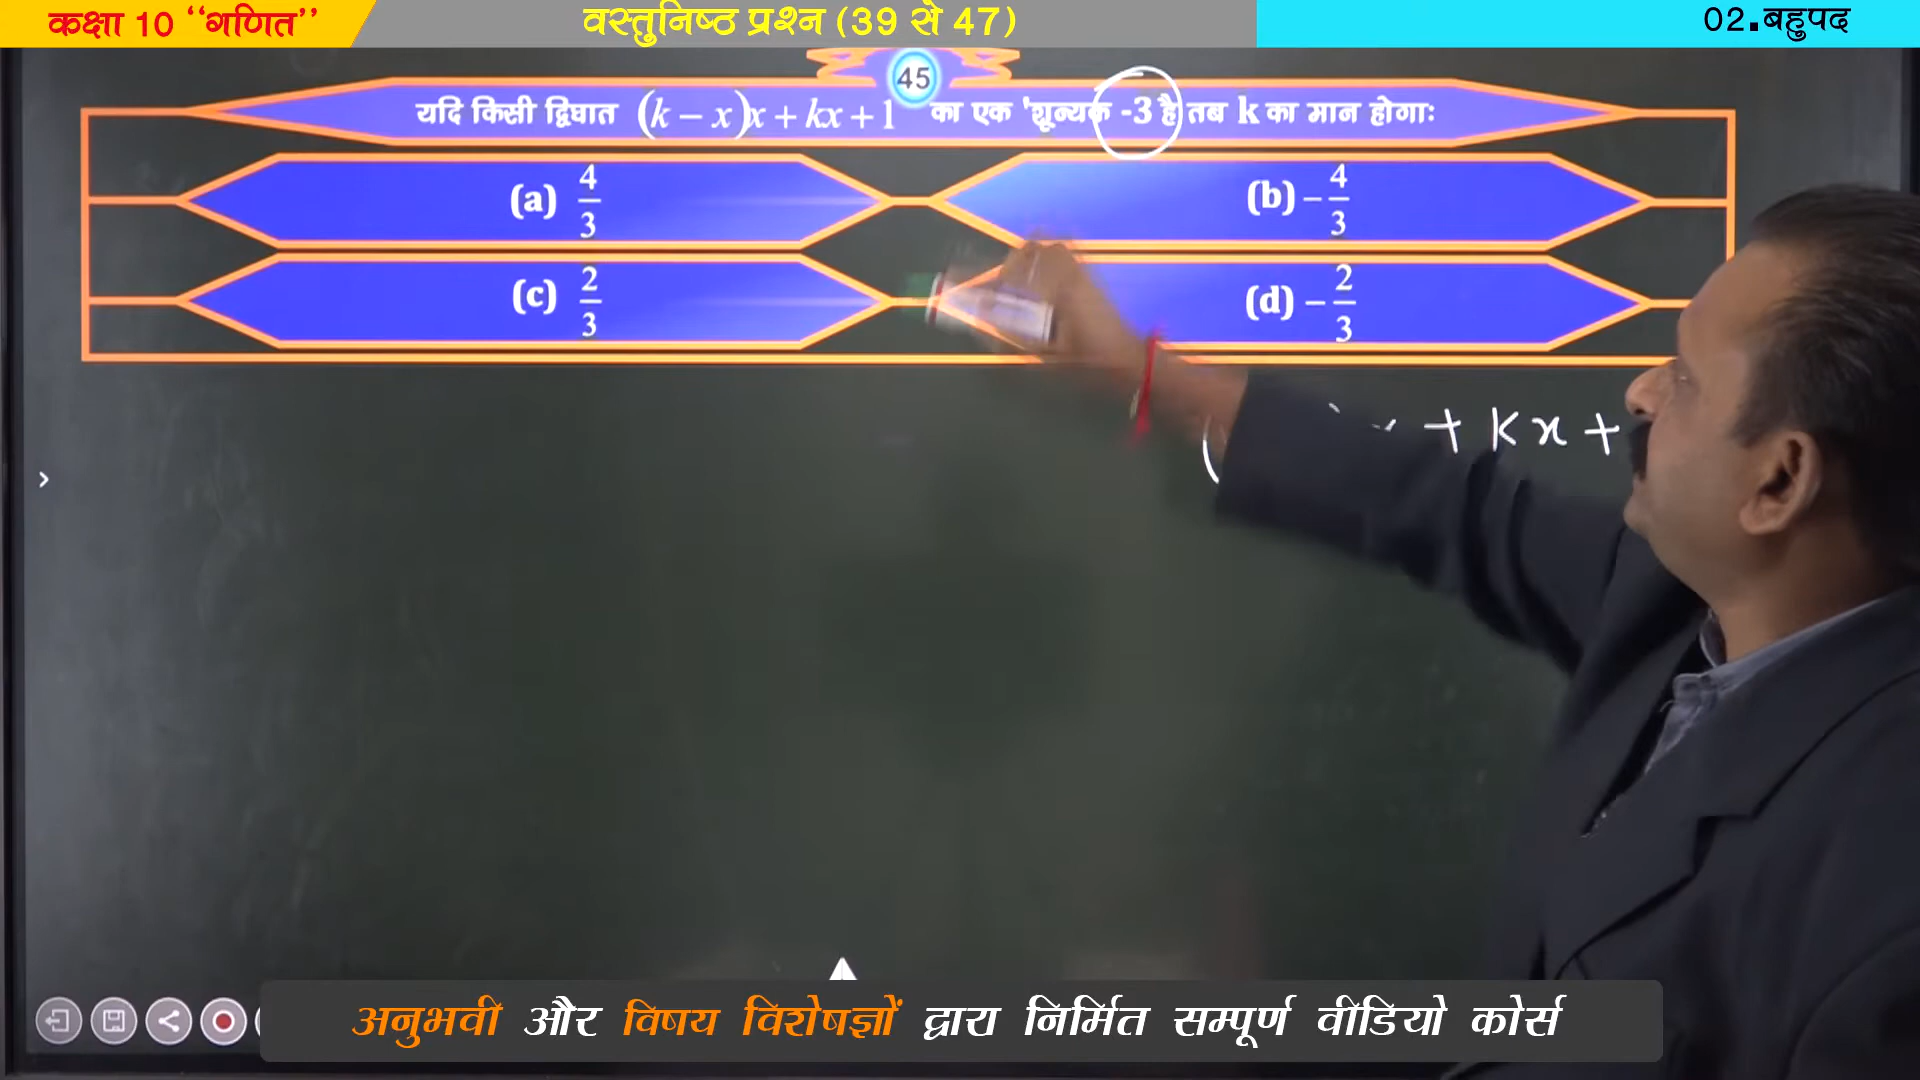 कक्षा 10 “गणित”
वस्तुनिष्ठ प्रश्न (39 से 47)
02.बहुपद
45
यदि किसी द्विघात (k – x)x + kx + 1 का एक 'शून्यक -3 है तब k का मान होगाः
(a) 4/3
(b) – 4/3
(c) 2/3
(d) – 2/3
+ kx +
अनुभवी और विषय विशेषज्ञों द्वारा निर्मित सम्पूर्ण वीडियो कोर्स